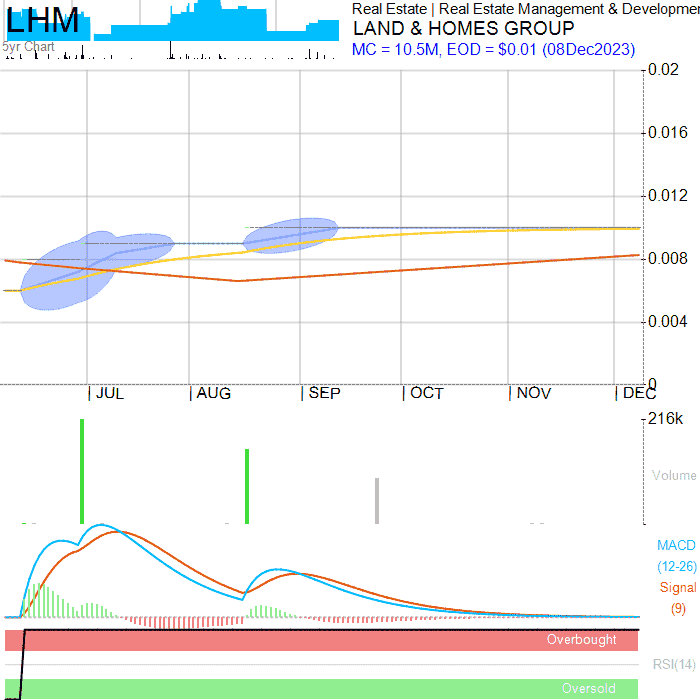 LHM
5yr Chart
Real Estate | Real Estate Management & Developmen
LAND & HOMES GROUP
MC = 10.5M, EOD = $0.01 (08Dec2023)
0.02
0.016
0.012
0.008
0.004
0
JUL AUG SEP OCT NOV DEC
216k
Volume
MACD
(12-26)
Signal
(9)
Overbought
RSI(14)
Oversold